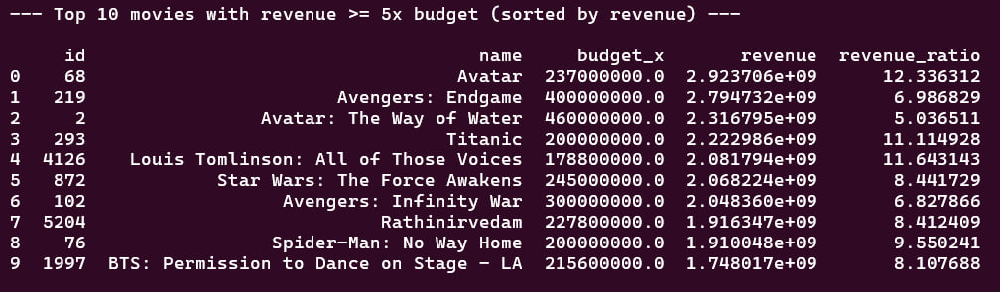 --- Top 10 movies with revenue >= 5x budget (sorted by revenue) ---
id name budget_x revenue revenue_ratio
0 68 Avatar 237000000.0 2.923706e+09 12.336312
1 219 Avengers: Endgame 400000000.0 2.794732e+09 6.986829
2 2 Avatar: The Way of Water 460000000.0 2.316795e+09 5.036511
3 293 Titanic 200000000.0 2.222986e+09 11.114928
4 4126 Louis Tomlinson: All of Those Voices 178800000.0 2.081794e+09 11.643143
5 872 Star Wars: The Force Awakens 245000000.0 2.068224e+09 8.441729
6 102 Avengers: Infinity War 300000000.0 2.048360e+09 6.827866
7 5204 Rathinirvedam 227800000.0 1.916347e+09 8.412409
8 76 Spider-Man: No Way Home 200000000.0 1.910048e+09 9.550241
9 1997 BTS: Permission to Dance on Stage - LA 215600000.0 1.748017e+09 8.107688